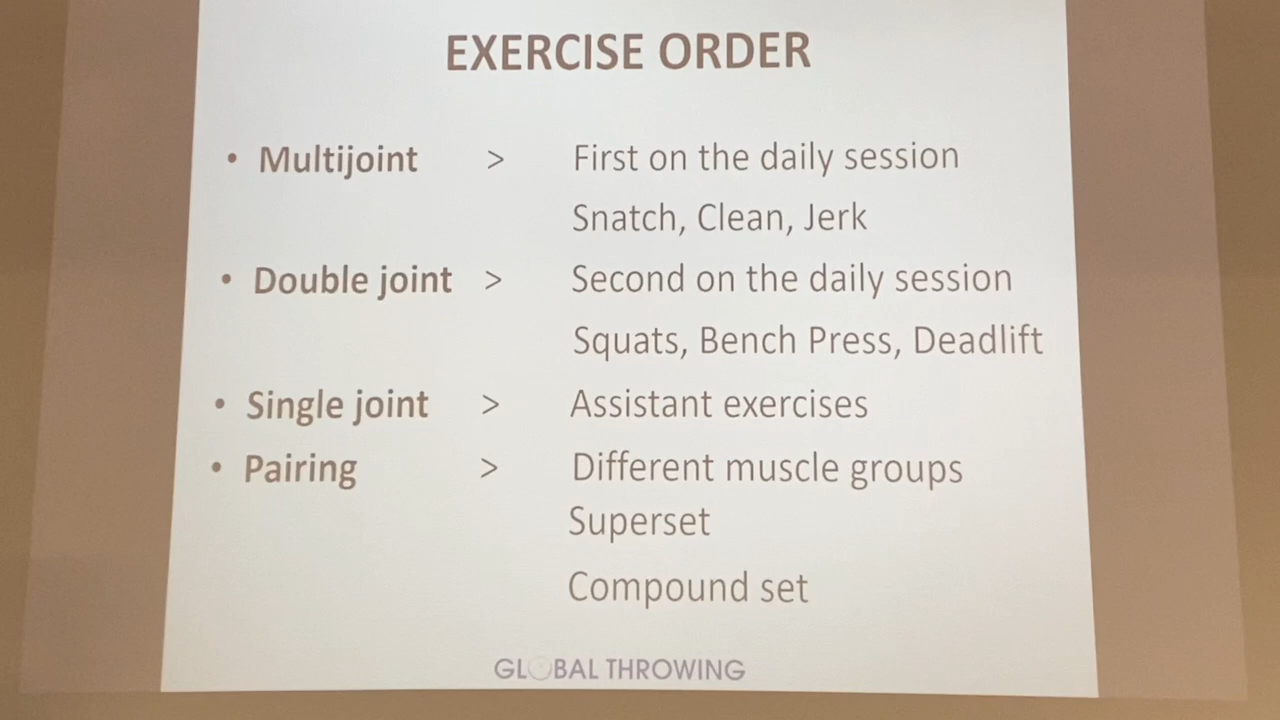 EXERCISE ORDER
• Multijoint > First on the daily session
Snatch, Clean, Jerk
• Double joint > Second on the daily session
Squats, Bench Press, Deadlift
• Single joint > Assistant exercises
• Pairing > Different muscle groups
Superset
Compound set
GLOBAL THROWING